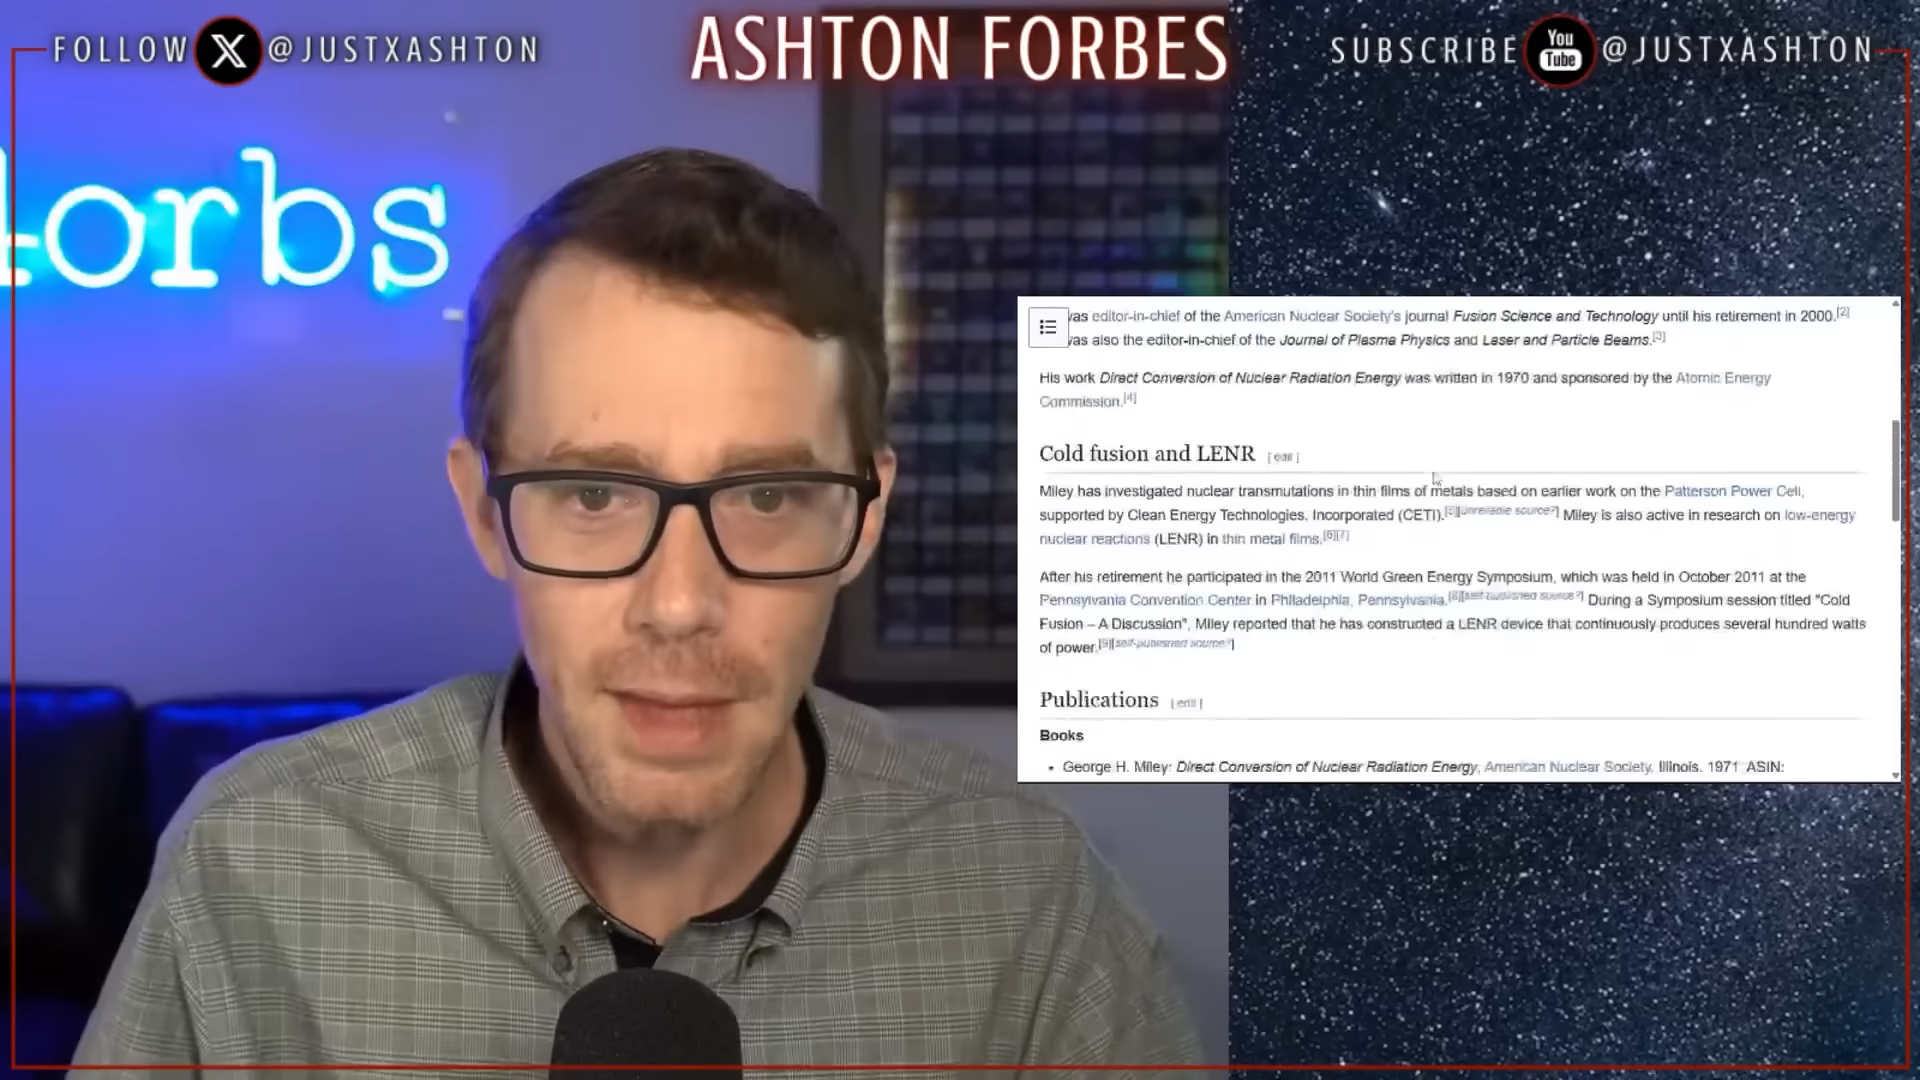 FOLLOW X @JUSTXASHTON
ASHTON FORBES
SUBSCRIBE You Tube @JUSTXASHTON
orbs
was editor-in-chief of the American Nuclear Society's journal Fusion Science and Technology until his retirement in 2000.[2]
was also the editor-in-chief of the Journal of Plasma Physics and Laser and Particle Beams.[3]
His work Direct Conversion of Nuclear Radiation Energy was written in 1970 and sponsored by the Atomic Energy
Commission.[4]
Cold fusion and LENR [ edit ]
Miley has investigated nuclear transmutations in thin films of metals based on earlier work on the Patterson Power Cell,
supported by Clean Energy Technologies, Incorporated (CETI).[5][unreliable source?] Miley is also active in research on low-energy
nuclear reactions (LENR) in thin metal films.[6][7]
After his retirement he participated in the 2011 World Green Energy Symposium, which was held in October 2011 at the
Pennsylvania Convention Center in Philadelphia, Pennsylvania.[8][self-published source?] During a Symposium session titled "Cold
Fusion – A Discussion", Miley reported that he has constructed a LENR device that continuously produces several hundred watts
of power.[9][self-published source?]
Publications [ edit ]
Books
• George H. Miley: Direct Conversion of Nuclear Radiation Energy, American Nuclear Society, Illinois, 1971 ASIN: